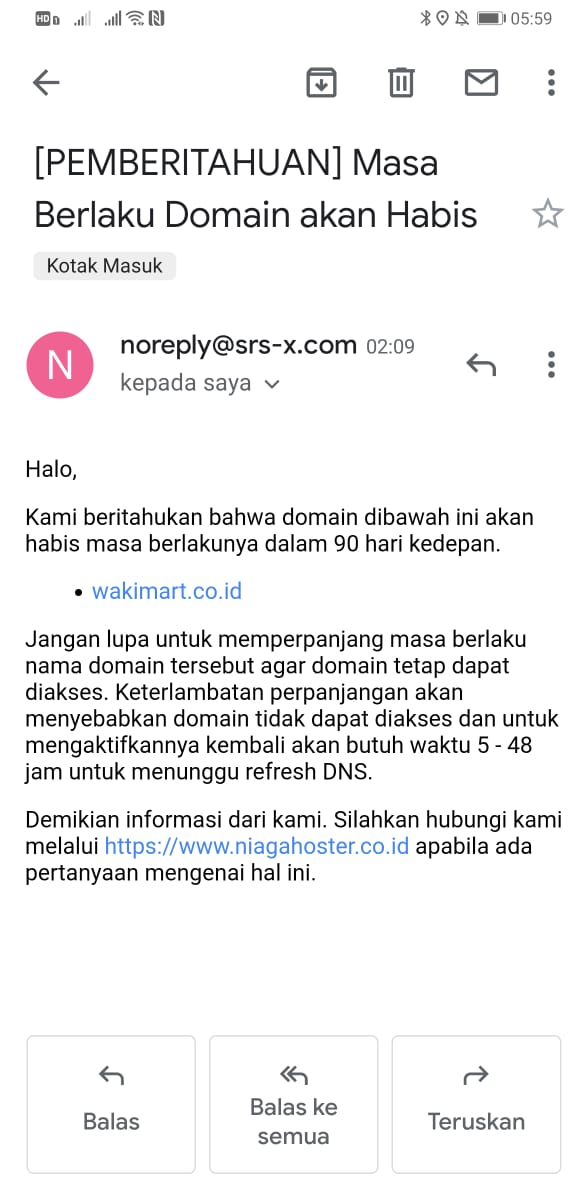 HD 1 05:59
[PEMBERITAHUAN] Masa
Berlaku Domain akan Habis
Kotak Masuk
N
noreply@srs-x.com 02:09
kepada saya
Halo,
Kami beritahukan bahwa domain dibawah ini akan
habis masa berlakunya dalam 90 hari kedepan.
• wakimart.co.id
Jangan lupa untuk memperpanjang masa berlaku
nama domain tersebut agar domain tetap dapat
diakses. Keterlambatan perpanjangan akan
menyebabkan domain tidak dapat diakses dan untuk
mengaktifkannya kembali akan butuh waktu 5 - 48
jam untuk menunggu refresh DNS.
Demikian informasi dari kami. Silahkan hubungi kami
melalui https://www.niagahoster.co.id apabila ada
pertanyaan mengenai hal ini.
Balas
Balas ke
semua
Teruskan